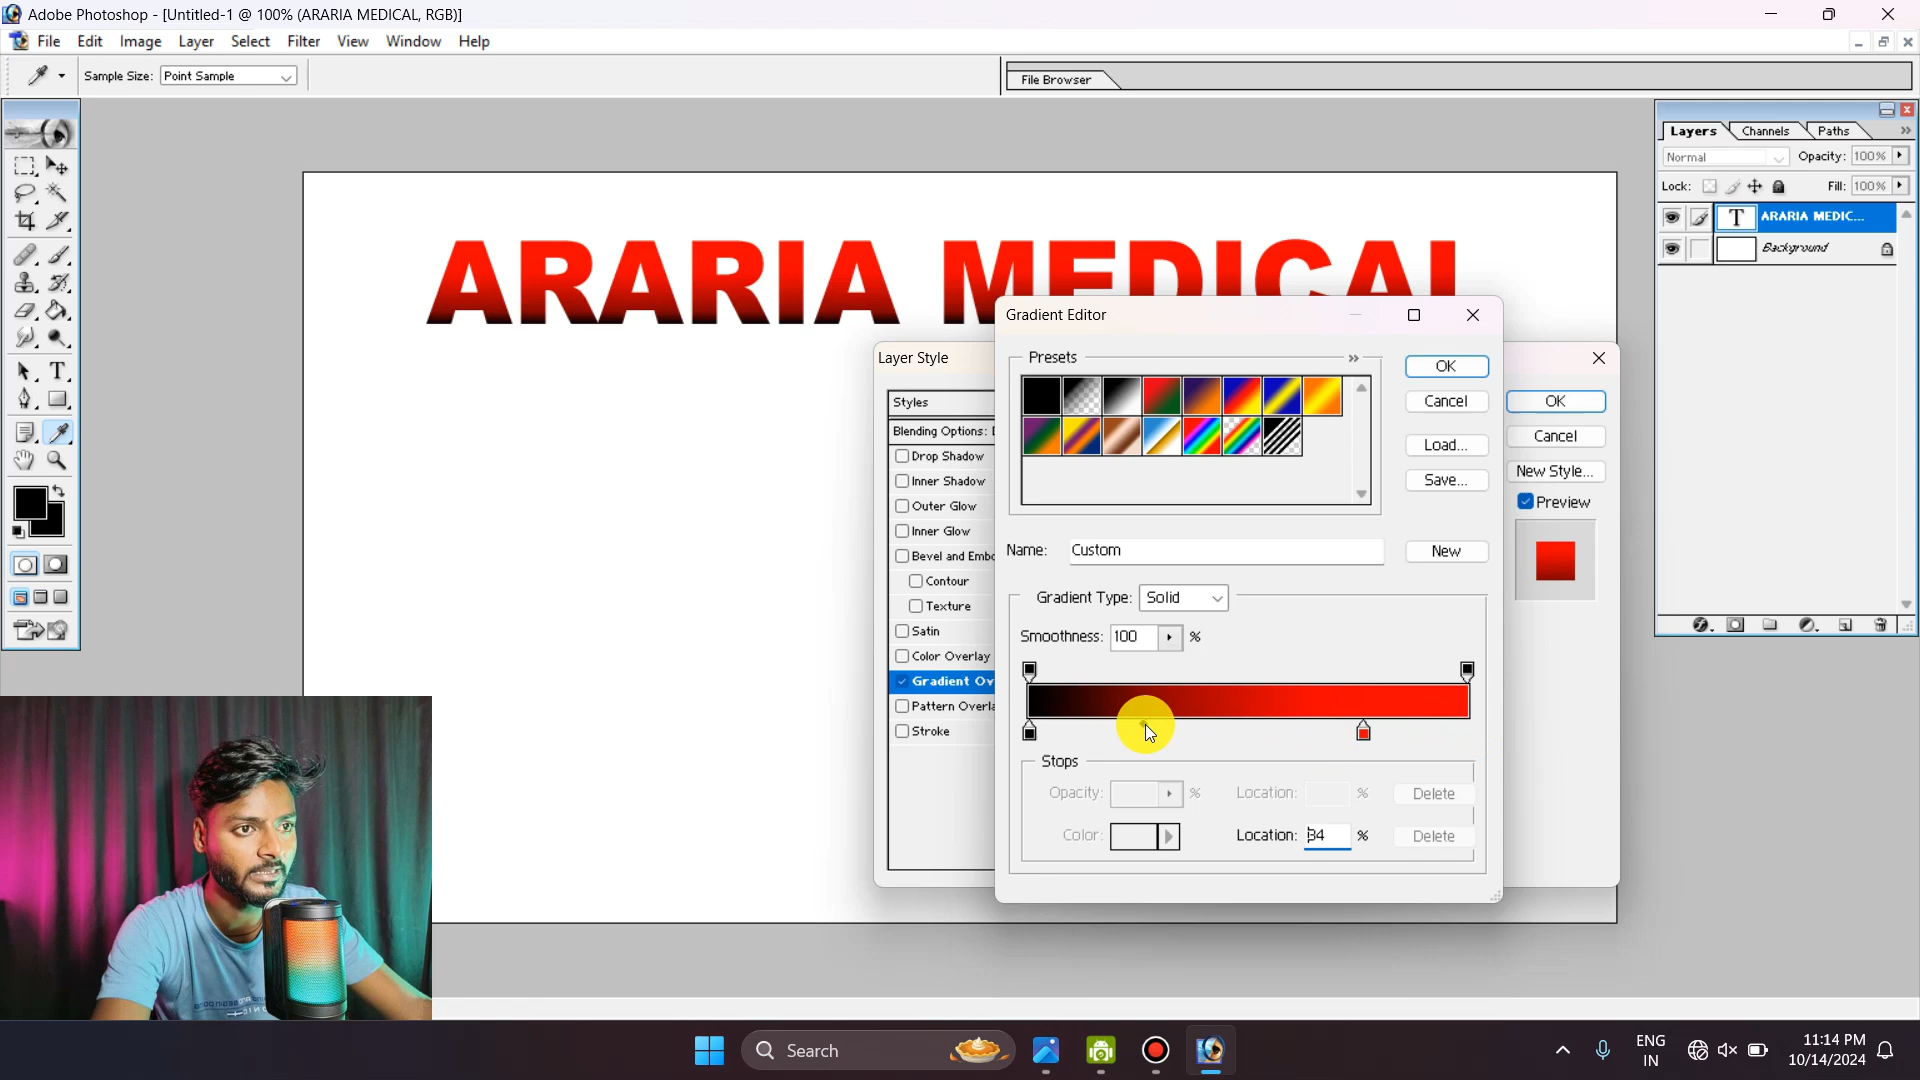 Adobe Photoshop - [Untitled-1 @ 100% (ARARIA MEDICAL, RGB)]
File Edit Image Layer Select Filter View Window Help
Sample Size: Point Sample
File Browser
Layers Channels Paths
Normal Opacity: 100%
Lock: Fill: 100%
T ARARIA MEDIC...
Background
ARARIA MEDICAL
Gradient Editor
Presets
OK
Cancel
Load...
Save...
Name: Custom New
Gradient Type: Solid
Smoothness: 100 %
Stops
Opacity: % Location: % Delete
Color: Location: 34 % Delete
Layer Style
Styles
Blending Options:
Drop Shadow
Inner Shadow
Outer Glow
Inner Glow
Bevel and Embo
Contour
Texture
Satin
Color Overlay
Gradient Ov
Pattern Overla
Stroke
OK
Cancel
New Style...
Preview
Search
ENG
IN
11:14 PM
10/14/2024